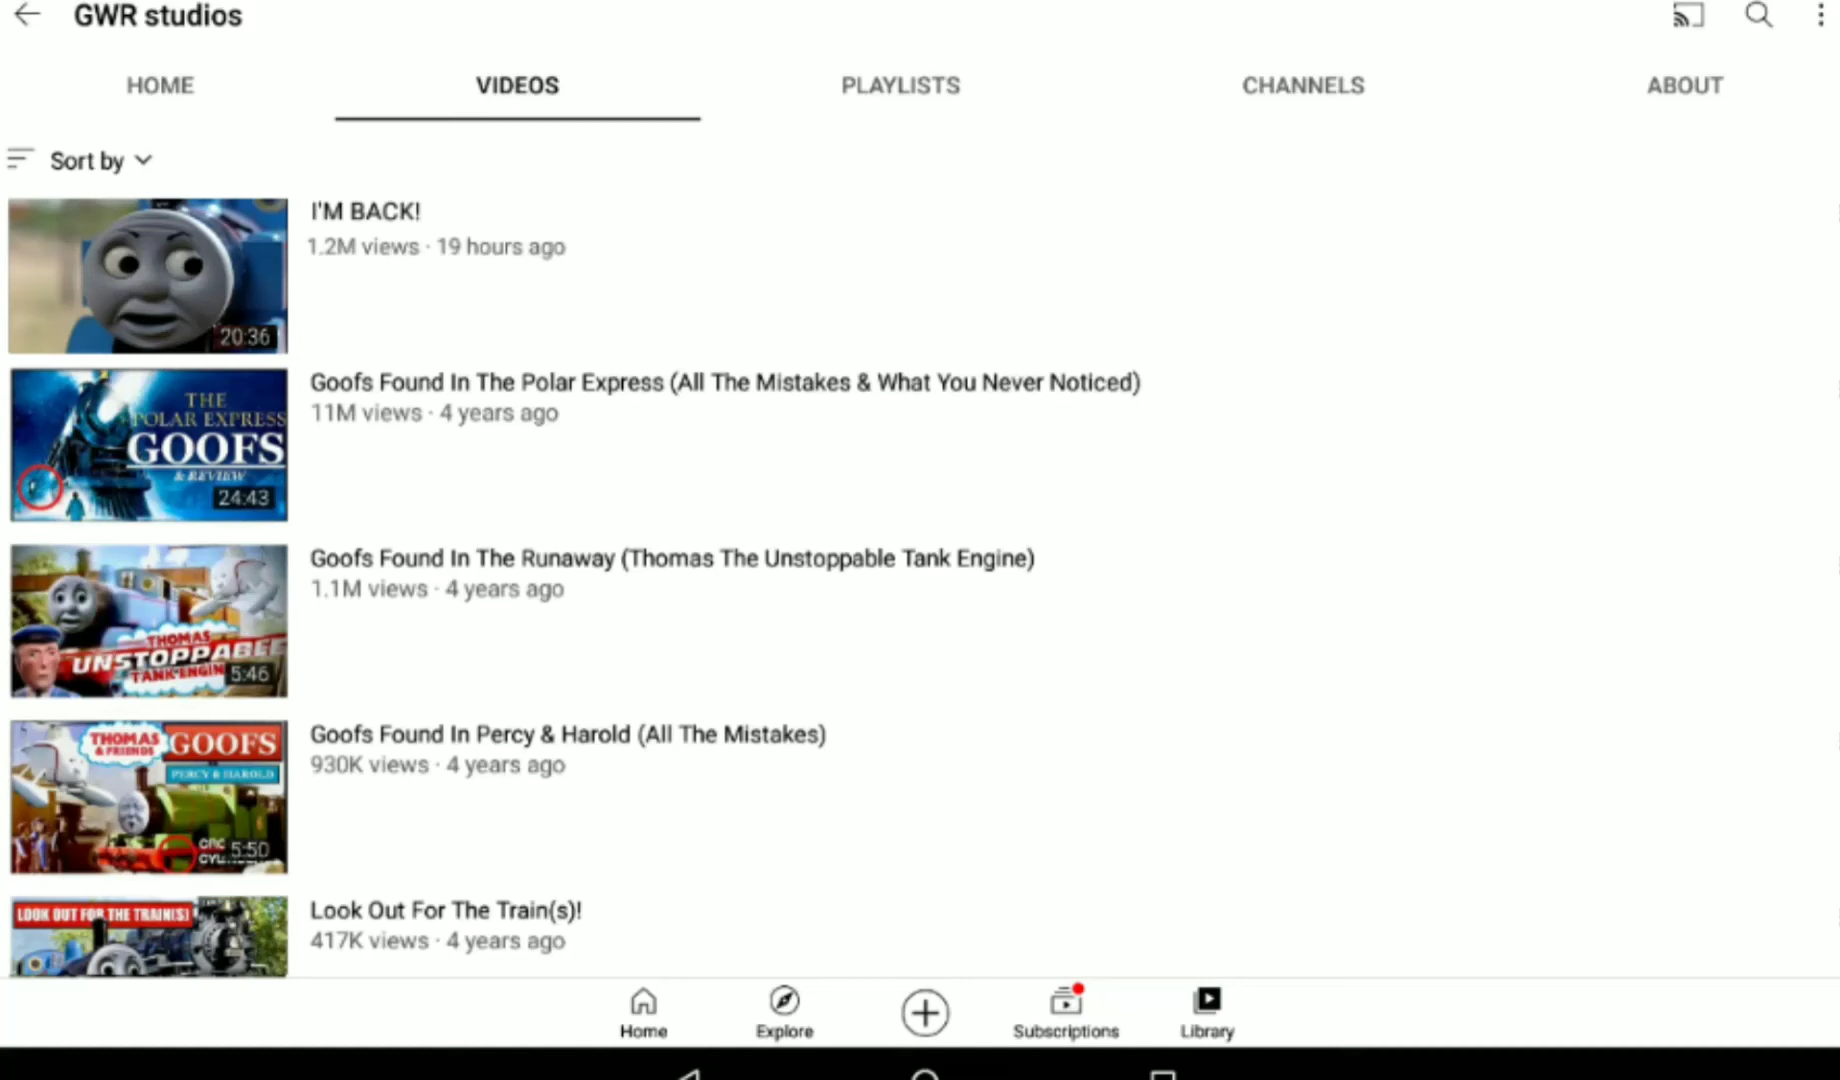 GWR studios
HOME
VIDEOS
PLAYLISTS
CHANNELS
ABOUT
Sort by
20:36
I'M BACK!
1.2M views · 19 hours ago
THE
POLAR EXPRESS
GOOFS
& REVIEW
24:43
Goofs Found In The Polar Express (All The Mistakes & What You Never Noticed)
11M views · 4 years ago
THOMAS
UNSTOPPABLE
TANK ENGIN
5:46
Goofs Found In The Runaway (Thomas The Unstoppable Tank Engine)
1.1M views · 4 years ago
THOMAS
& FRIENDS
GOOFS
PERCY & HAROLD
5:50
Goofs Found In Percy & Harold (All The Mistakes)
930K views · 4 years ago
LOOK OUT FOR THE TRAIN(S)!
Look Out For The Train(s)!
417K views · 4 years ago
Home
Explore
Subscriptions
Library